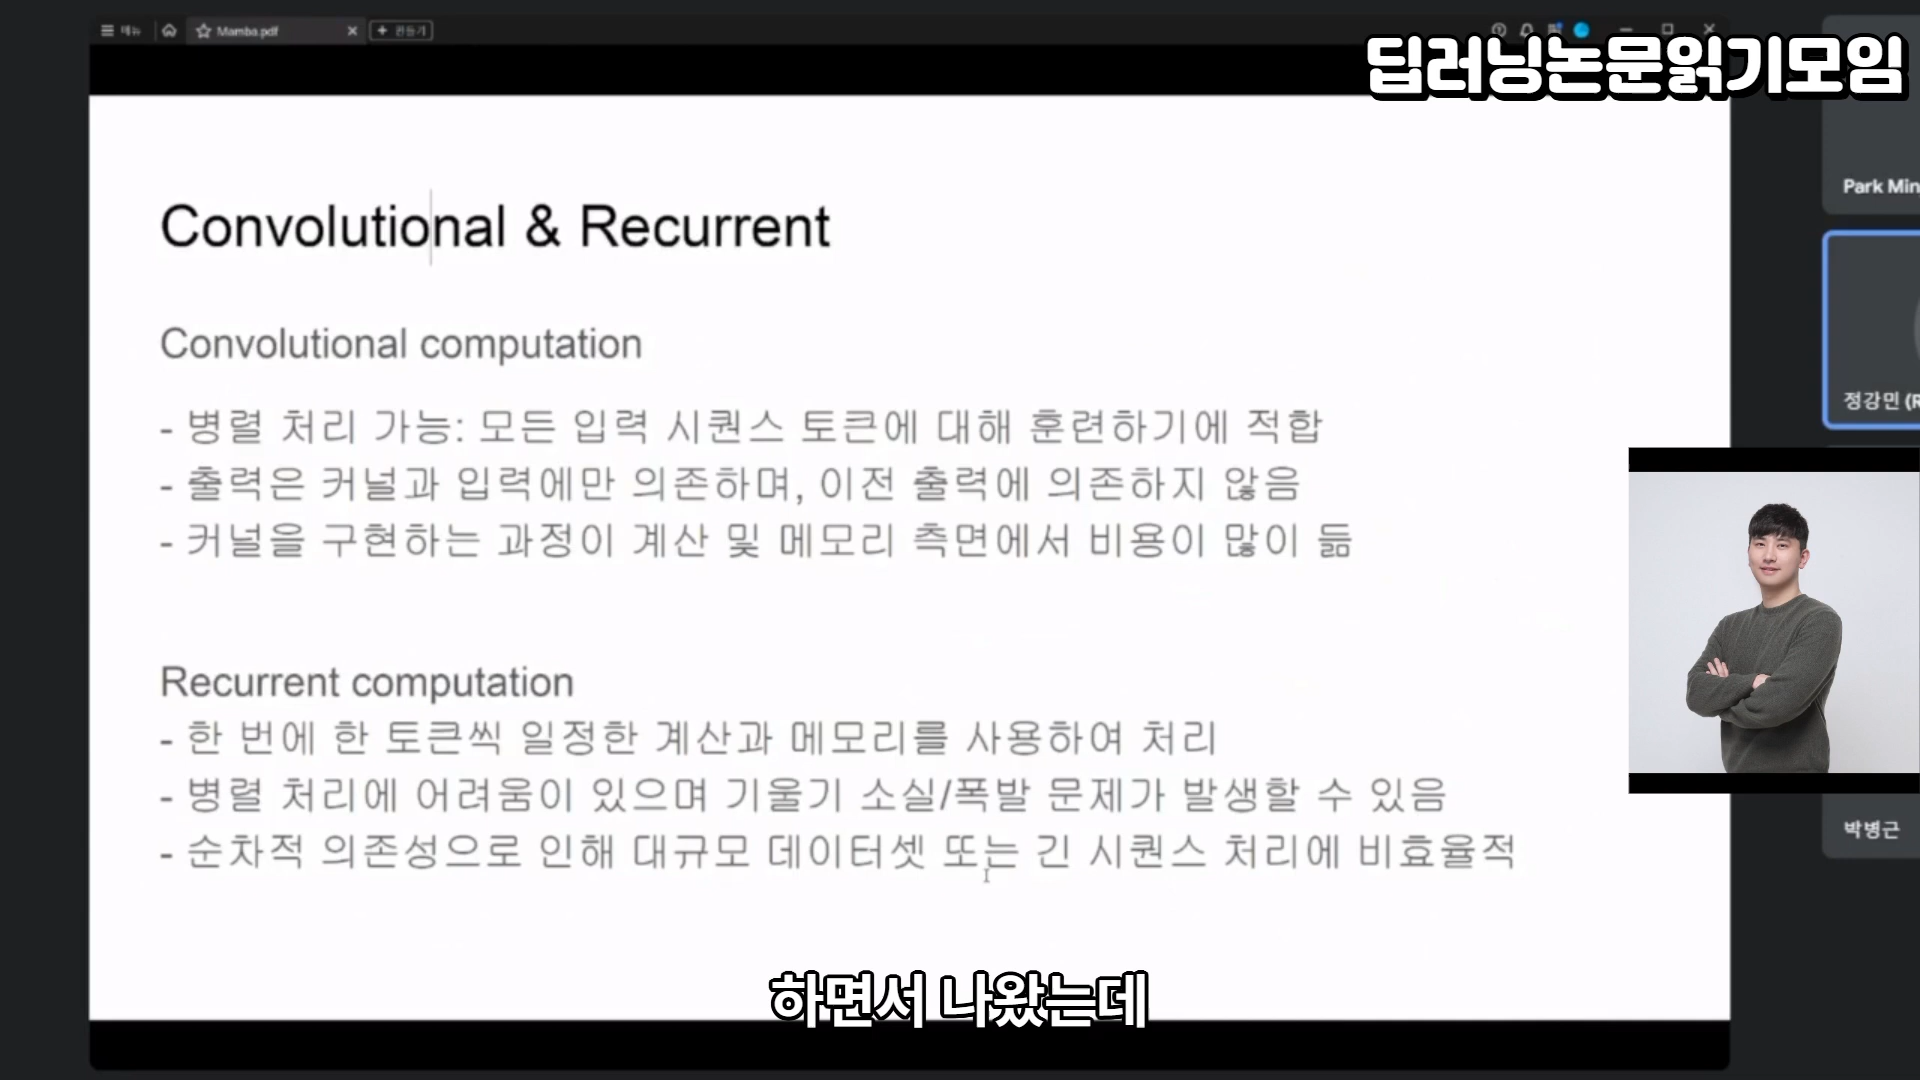 메뉴
Mamba.pdf
+ 만들기
딥러닝논문읽기모임
Convolutional & Recurrent
Convolutional computation
- 병렬 처리 가능: 모든 입력 시퀀스 토큰에 대해 훈련하기에 적합
- 출력은 커널과 입력에만 의존하며, 이전 출력에 의존하지 않음
- 커널을 구현하는 과정이 계산 및 메모리 측면에서 비용이 많이 듦
Recurrent computation
- 한 번에 한 토큰씩 일정한 계산과 메모리를 사용하여 처리
- 병렬 처리에 어려움이 있으며 기울기 소실/폭발 문제가 발생할 수 있음
- 순차적 의존성으로 인해 대규모 데이터셋 또는 긴 시퀀스 처리에 비효율적
Park Min
정강민 (R
박병근
하면서 나왔는데